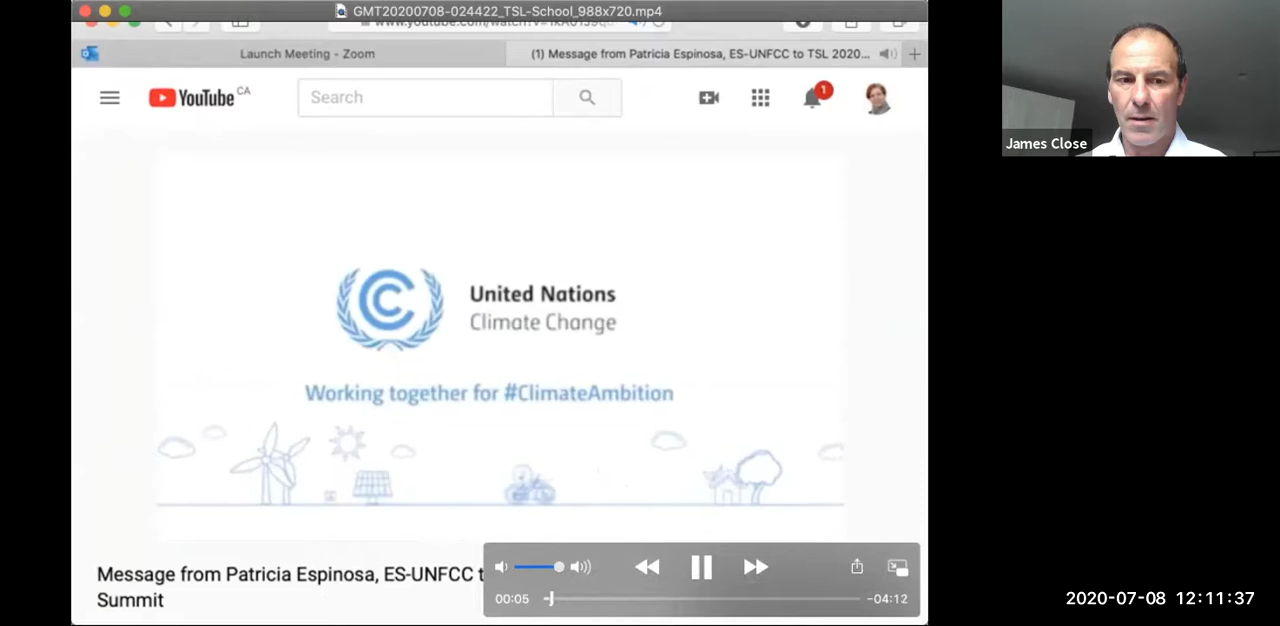 GMT20200708-024422_TSL-School_988x720.mp4
Launch Meeting - Zoom
(1) Message from Patricia Espinosa, ES-UNFCC to TSL 2020...
YouTube CA
Search
1
James Close
United Nations
Climate Change
Working together for #ClimateAmbition
Message from Patricia Espinosa, ES-UNFCC t
Summit
00:05
-04:12
2020-07-08 12:11:37